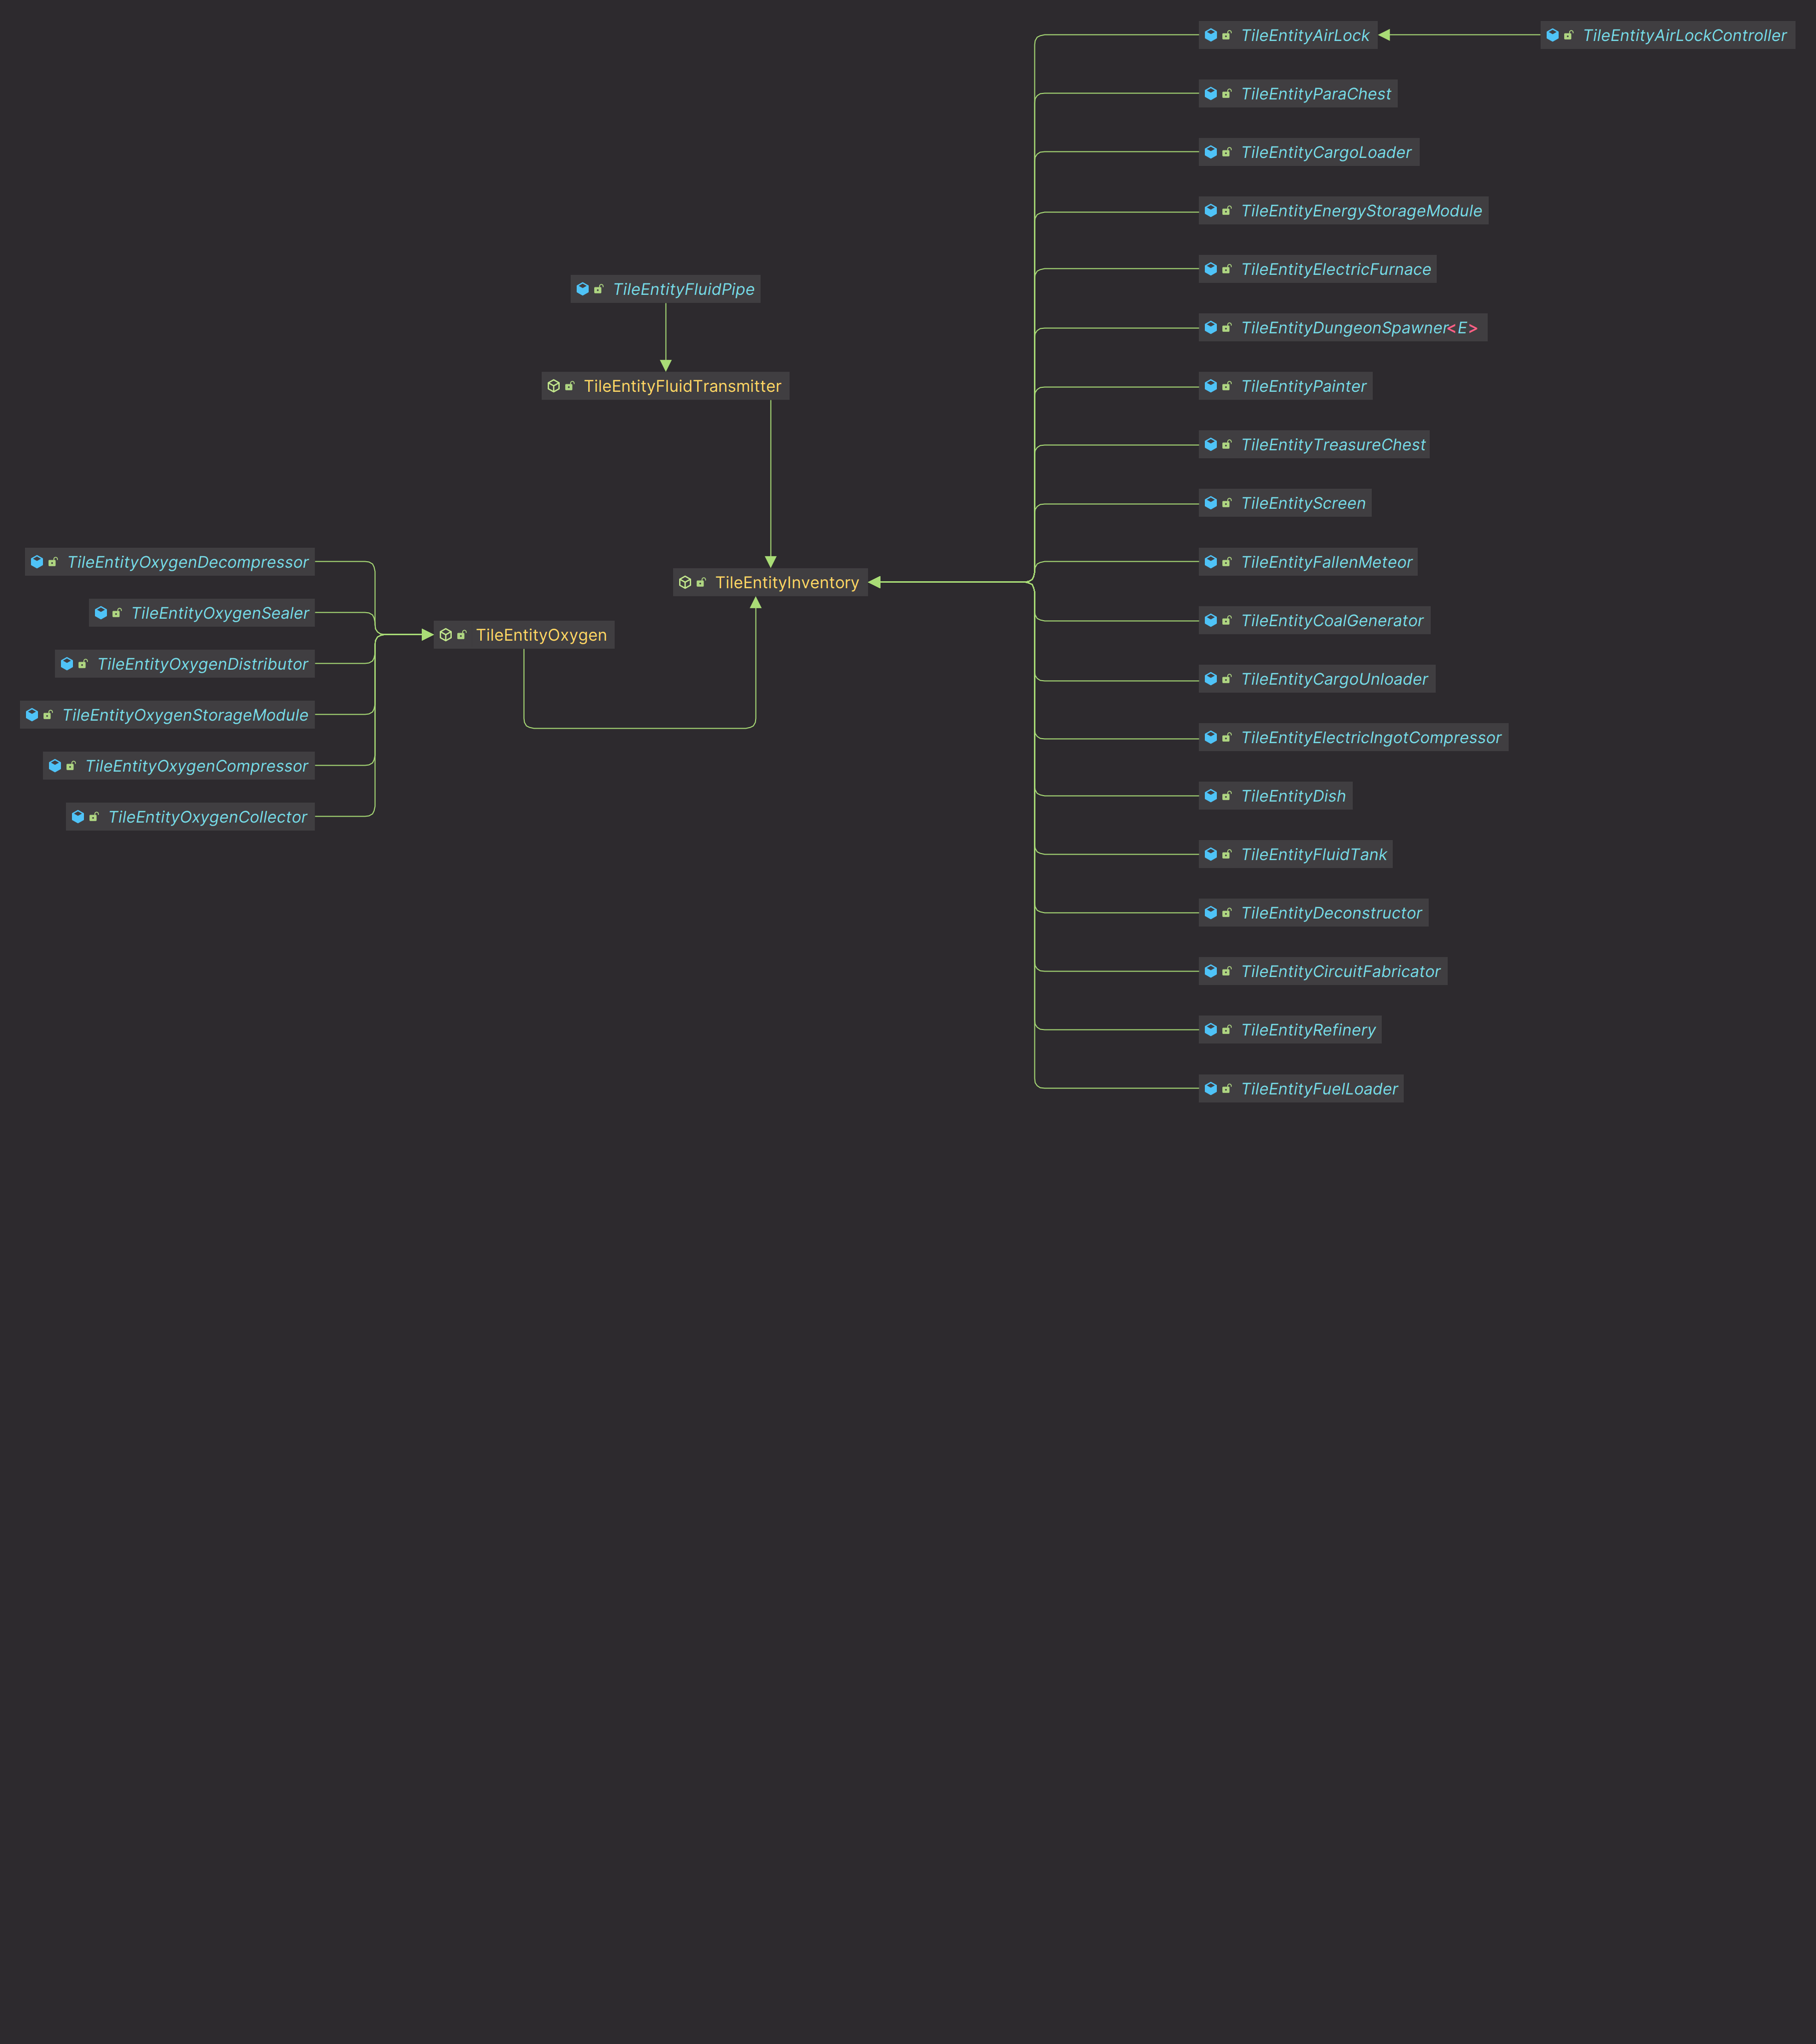 TileEntityAirLock
TileEntityAirLockController
TileEntityParaChest
TileEntityCargoLoader
TileEntityEnergyStorageModule
TileEntityElectricFurnace
TileEntityFluidPipe
TileEntityDungeonSpawner<E>
TileEntityFluidTransmitter
TileEntityPainter
TileEntityTreasureChest
TileEntityScreen
TileEntityOxygenDecompressor
TileEntityFallenMeteor
TileEntityInventory
TileEntityOxygenSealer
TileEntityCoalGenerator
TileEntityOxygen
TileEntityOxygenDistributor
TileEntityCargoUnloader
TileEntityOxygenStorageModule
TileEntityElectricIngotCompressor
TileEntityOxygenCompressor
TileEntityDish
TileEntityOxygenCollector
TileEntityFluidTank
TileEntityDeconstructor
TileEntityCircuitFabricator
TileEntityRefinery
TileEntityFuelLoader